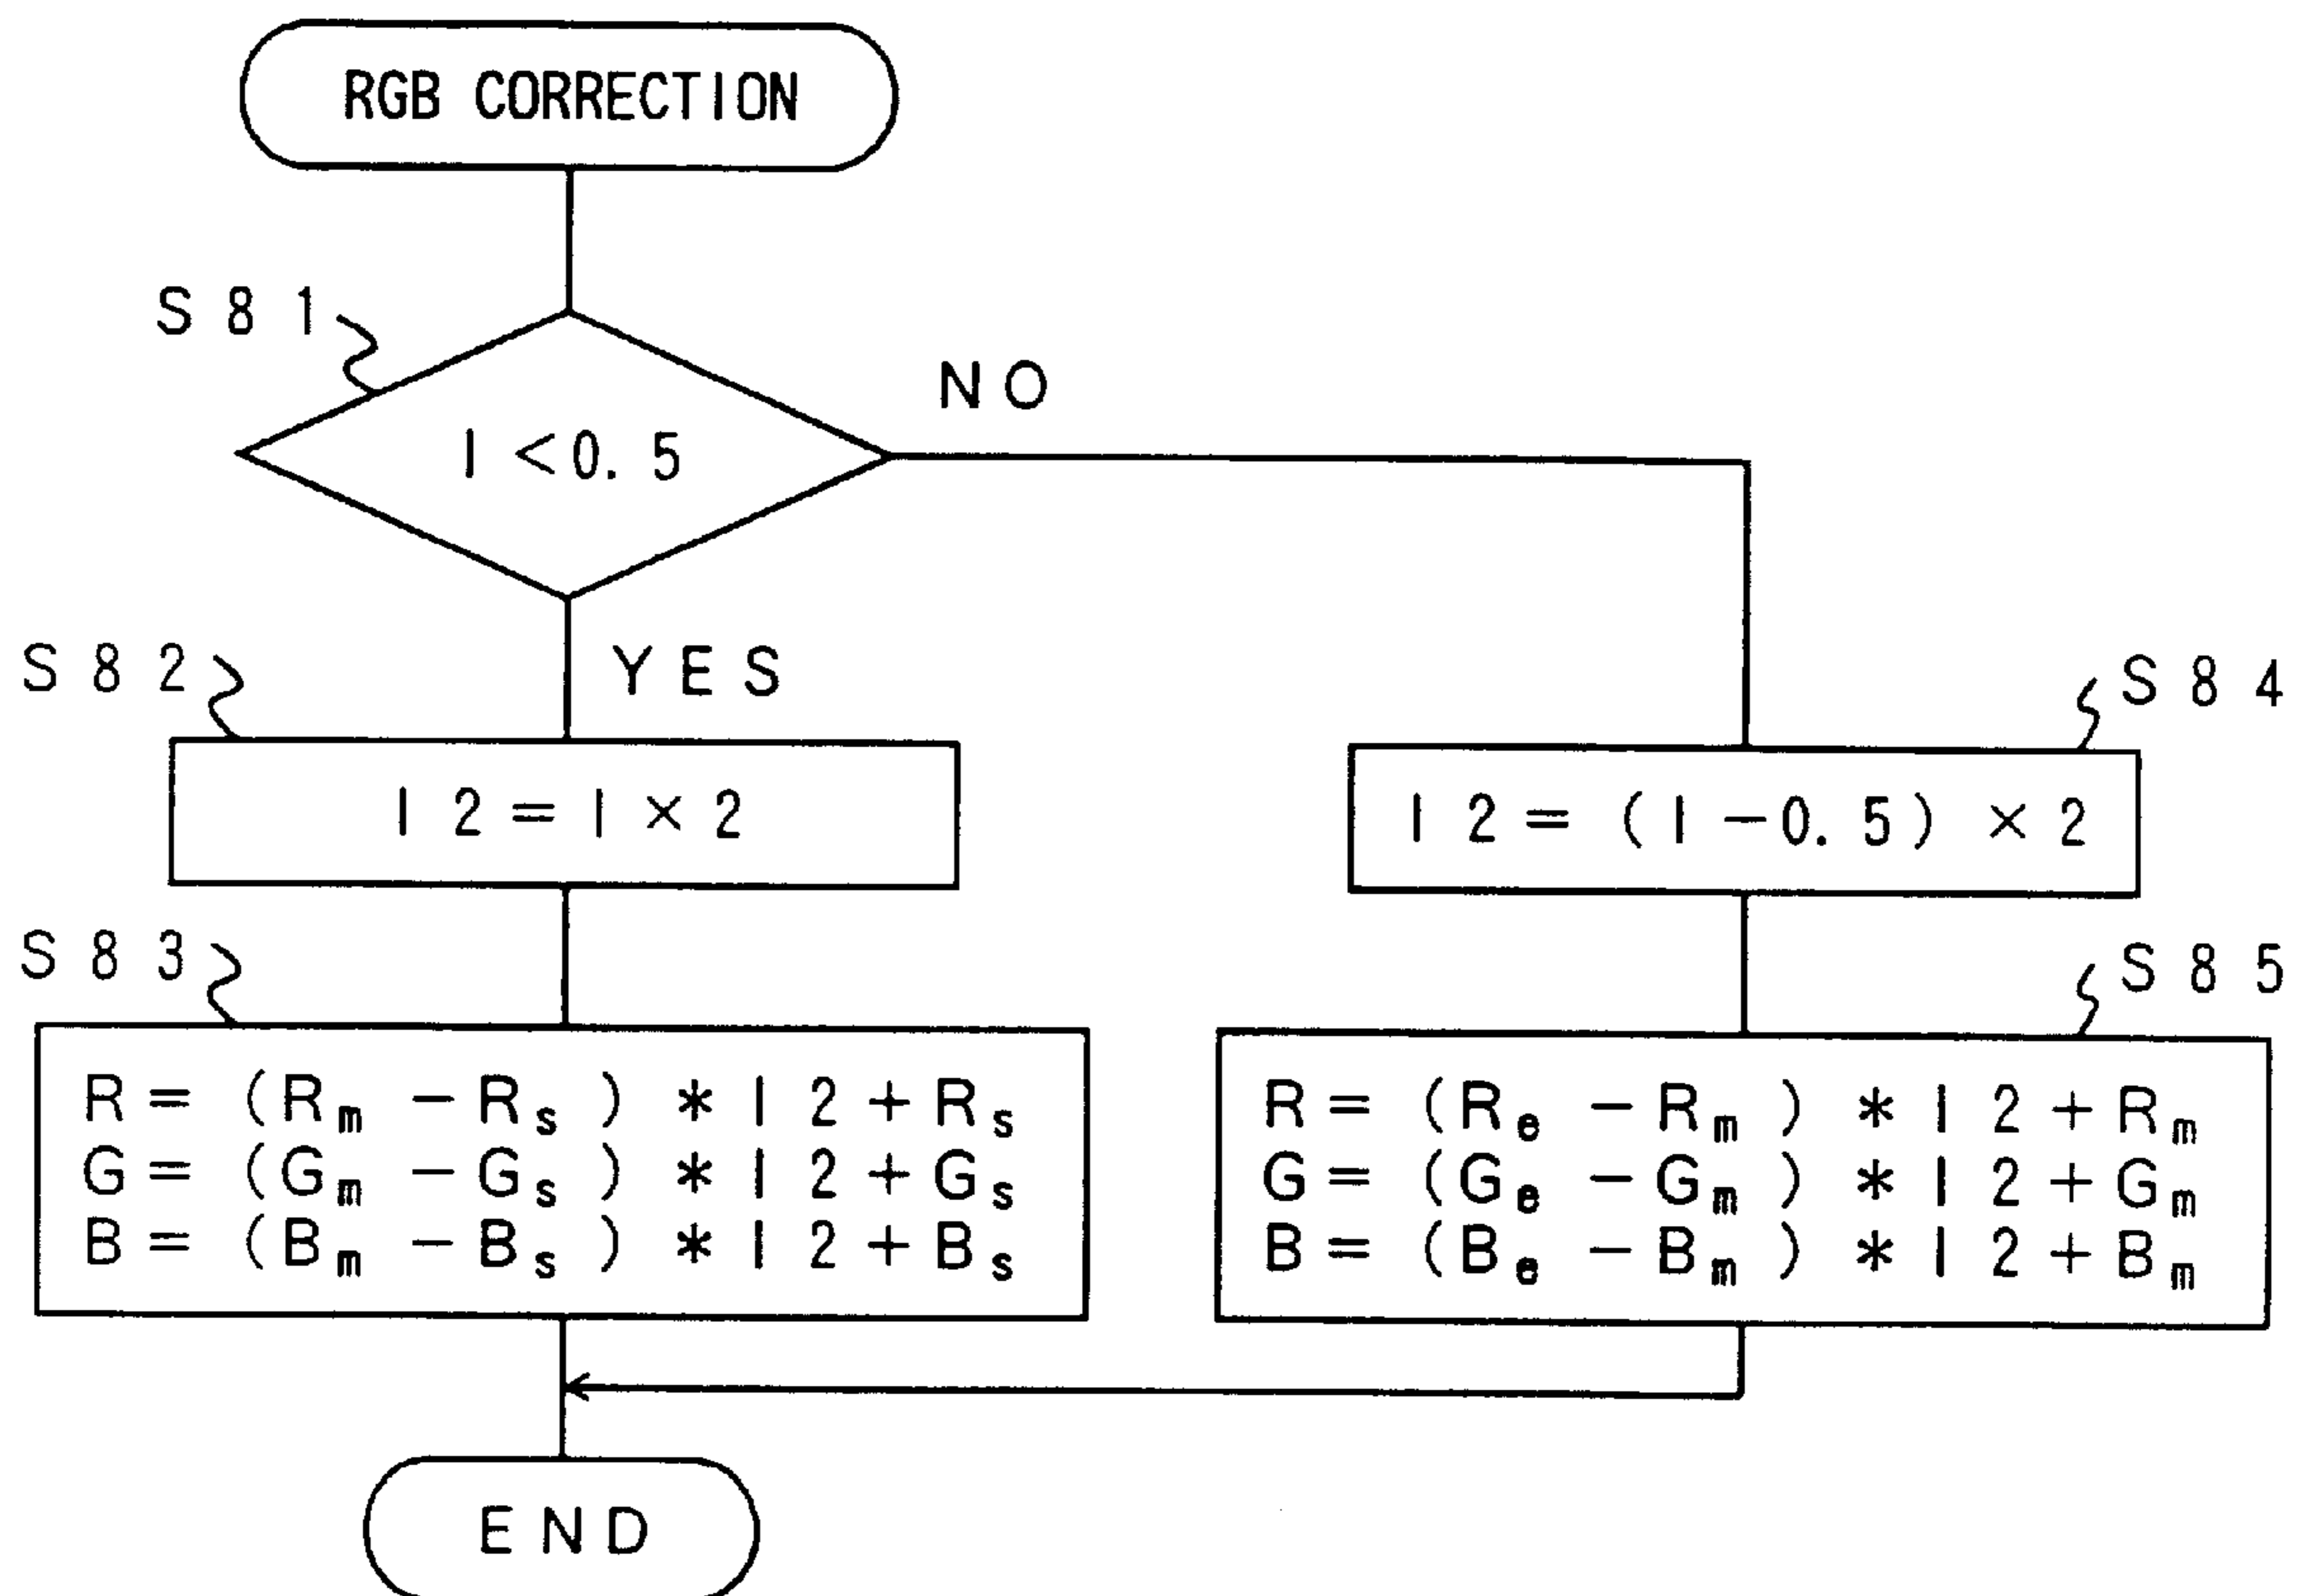 RGB CORRECTION
S81
I<0.5
NO
YES
S82
I2=I×2
S84
I2=(I-0.5)×2
S83
R=(Rm-Rs)*I2+Rs
G=(Gm-Gs)*I2+Gs
B=(Bm-Bs)*I2+Bs
S85
R=(Re-Rm)*I2+Rm
G=(Ge-Gm)*I2+Gm
B=(Be-Bm)*I2+Bm
END